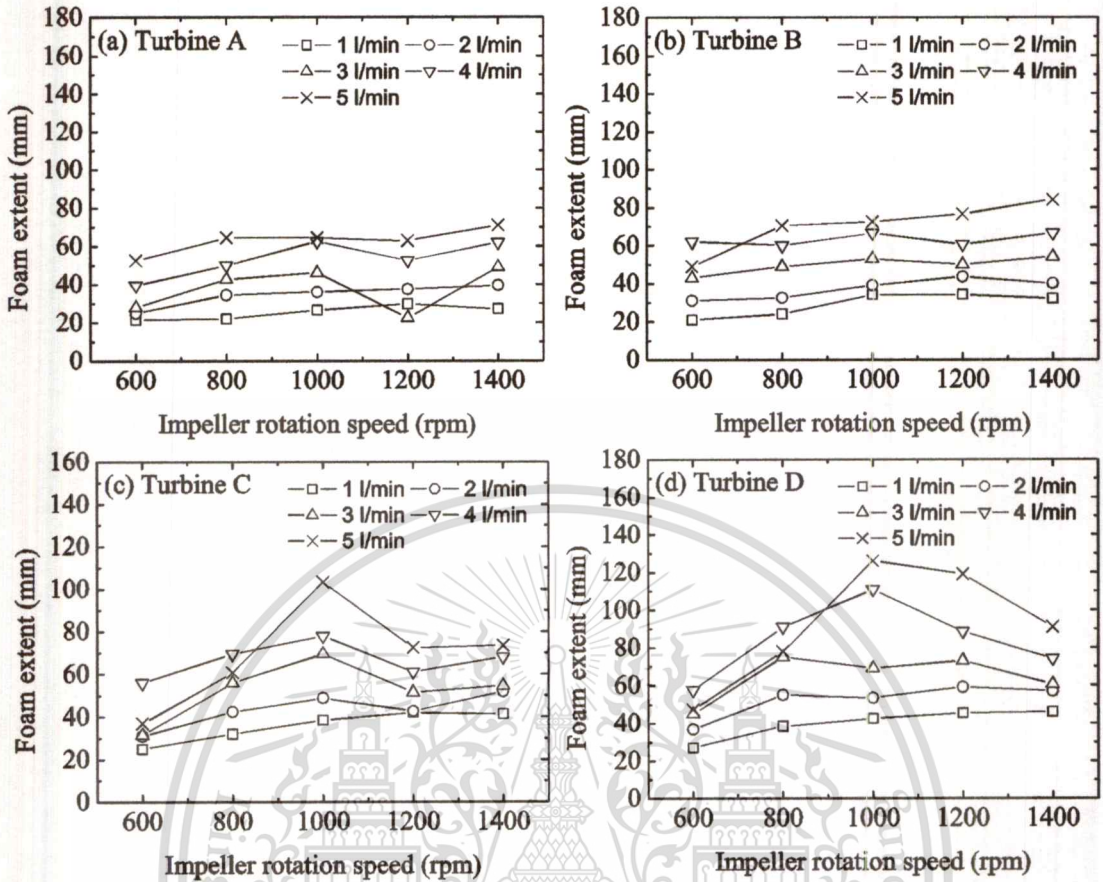 (a) Turbine A
1 l/min 2 l/min
3 l/min 4 l/min
5 l/min
Foam extent (mm)
180
160
140
120
100
80
60
40
20
0
600 800 1000 1200 1400
Impeller rotation speed (rpm)
(b) Turbine B
1 l/min 2 l/min
3 l/min 4 l/min
5 l/min
Foam extent (mm)
180
160
140
120
100
80
60
40
20
0
600 800 1000 1200 1400
Impeller rotation speed (rpm)
(c) Turbine C
1 l/min 2 l/min
3 l/min 4 l/min
5 l/min
Foam extent (mm)
160
140
120
100
80
60
40
20
0
600 800 1000 1200 1400
Impeller rotation speed (rpm)
(d) Turbine D
1 l/min 2 l/min
3 l/min 4 l/min
5 l/min
Foam extent (mm)
180
160
140
120
100
80
60
40
20
0
600 800 1000 1200 1400
Impeller rotation speed (rpm)